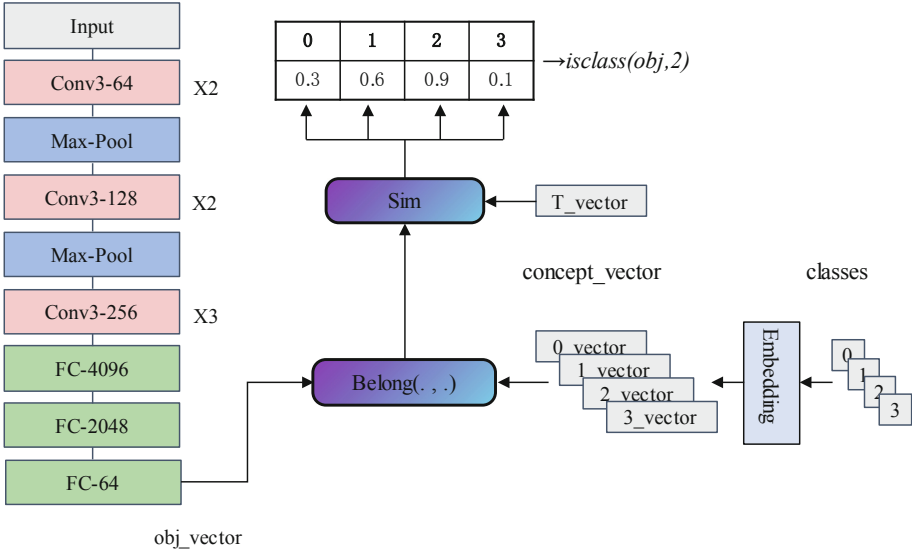 Input
Conv3-64
X2
Max-Pool
Conv3-128
X2
Max-Pool
Conv3-256
X3
FC-4096
FC-2048
FC-64
obj_vector
0 1 2 3
0.3 0.6 0.9 0.1
→isclass(obj,2)
Sim
T_vector
Belong(. , .)
concept_vector
0_vector
1_vector
2_vector
3_vector
Embedding
classes
0
1
2
3